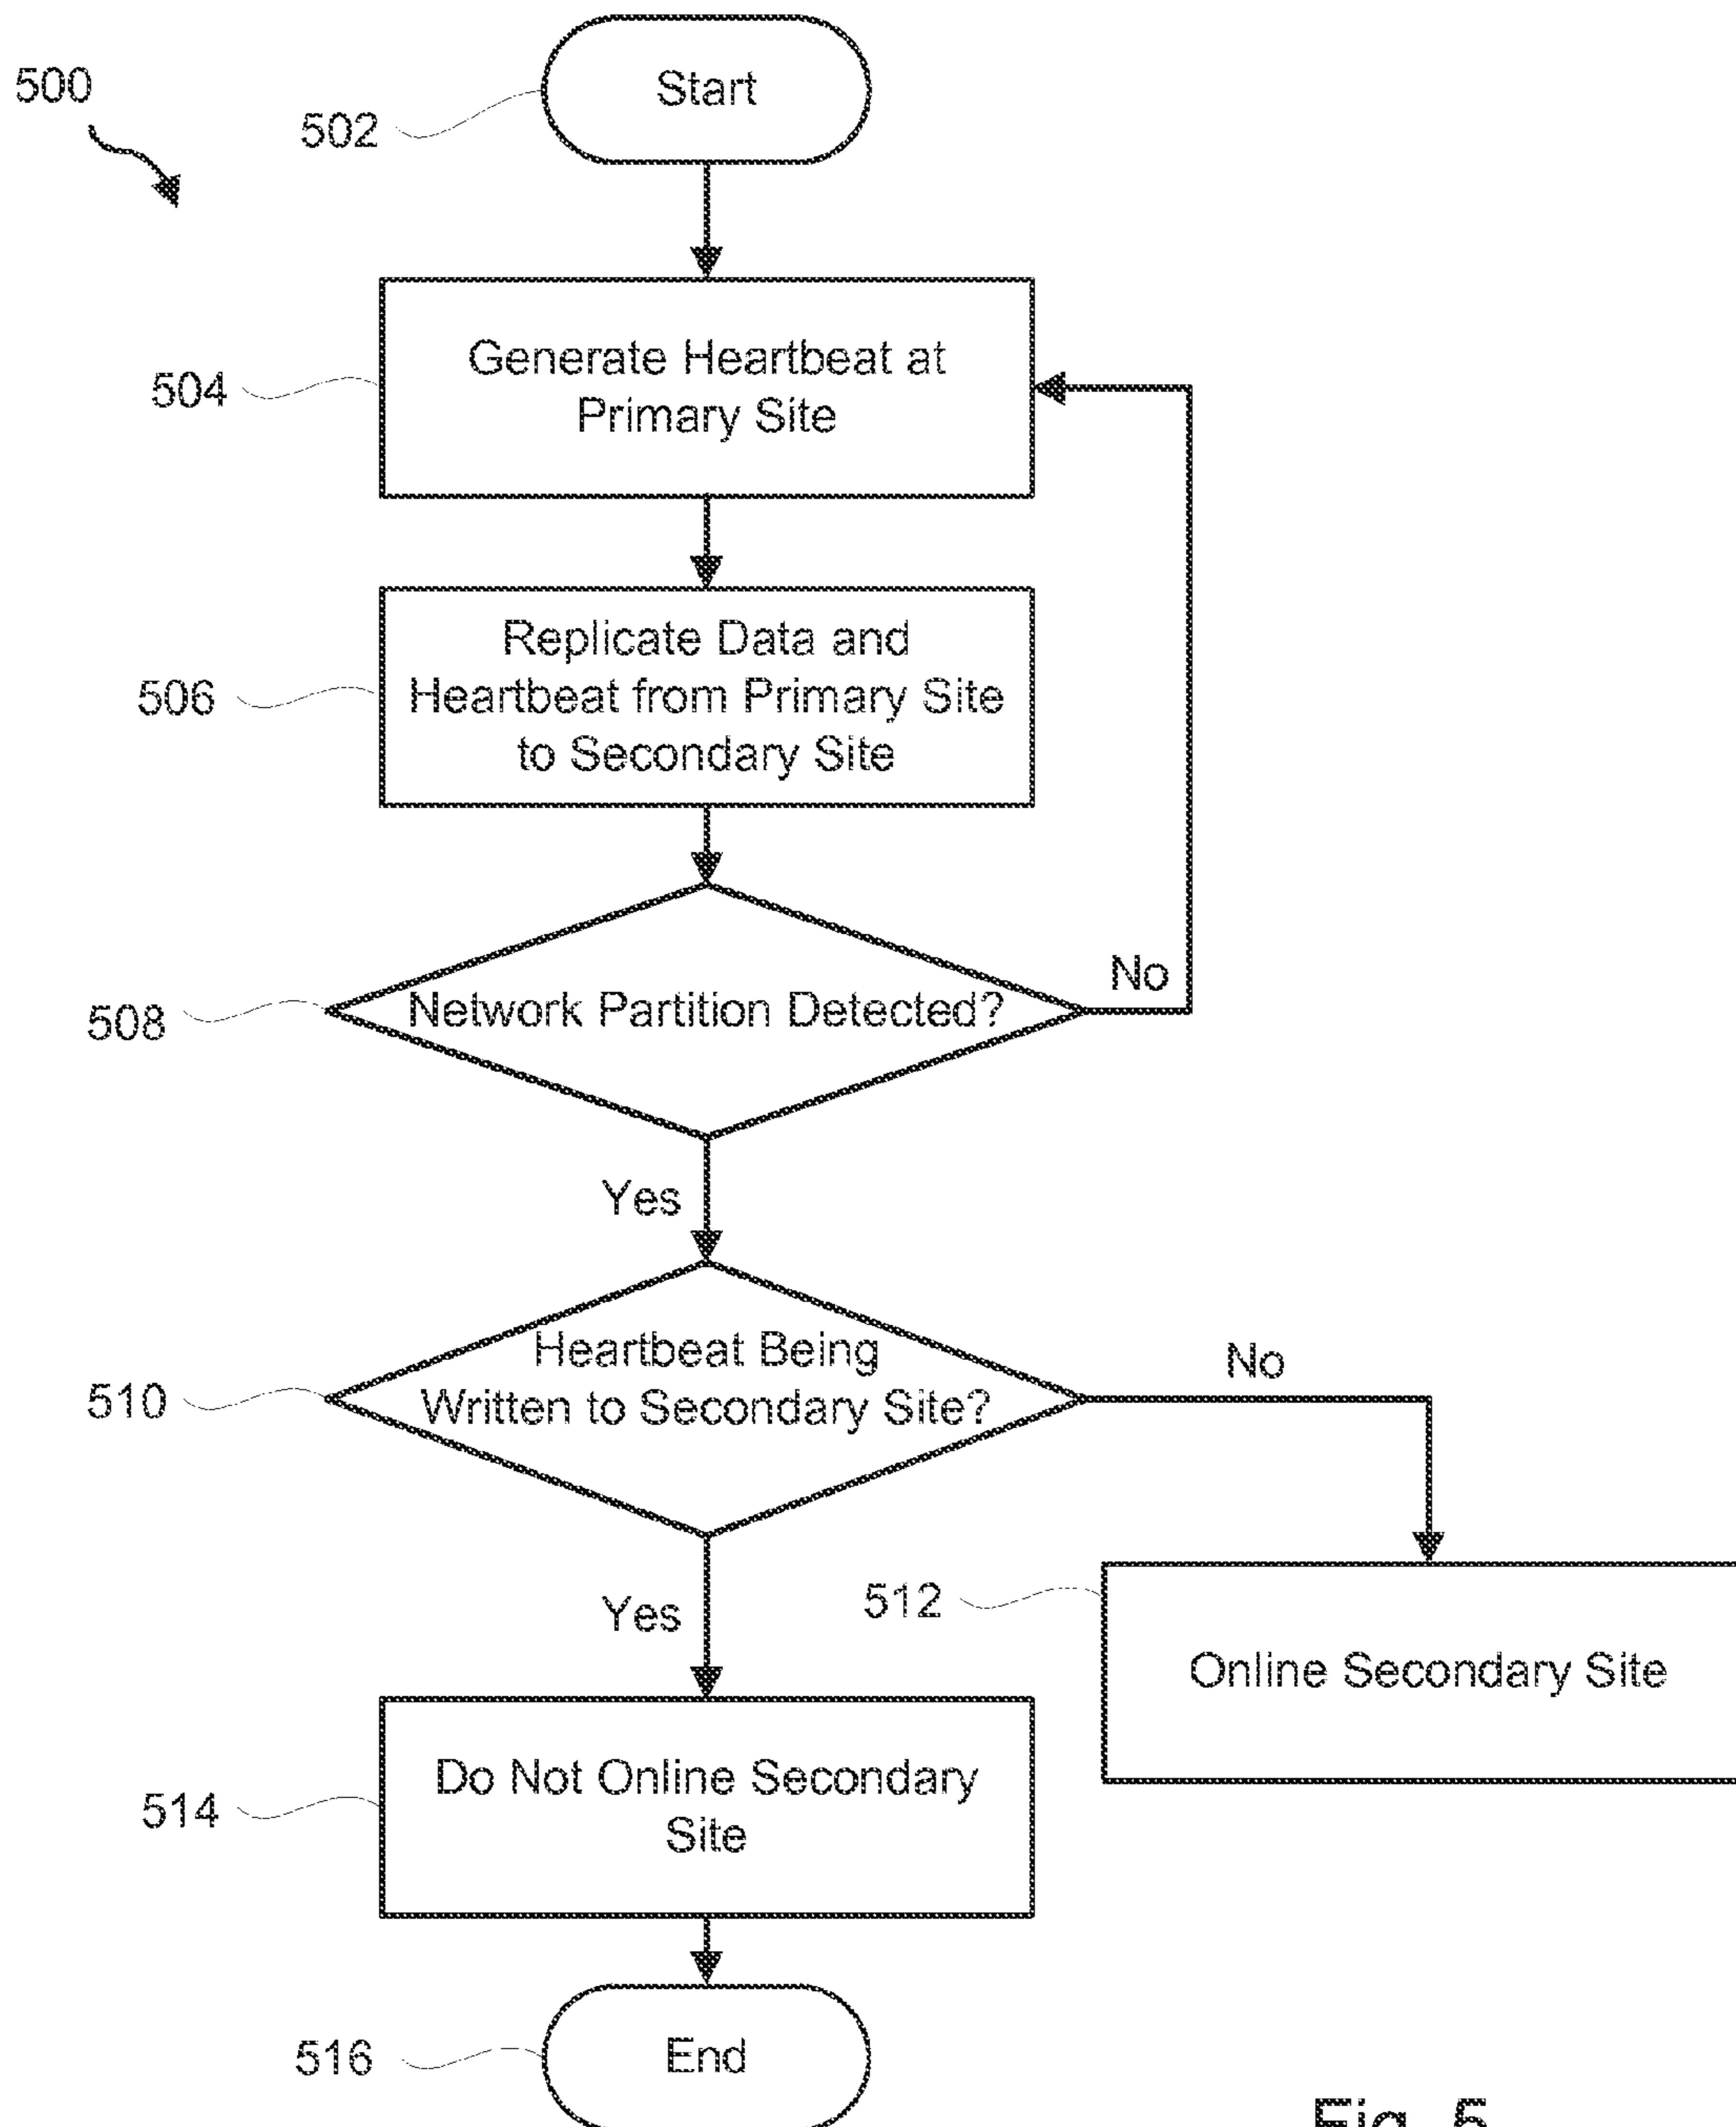 500
502
Start
504
Generate Heartbeat at
Primary Site
506
Replicate Data and
Heartbeat from Primary Site
to Secondary Site
508
Network Partition Detected?
No
Yes
510
Heartbeat Being
Written to Secondary Site?
No
Yes
512
Online Secondary Site
514
Do Not Online Secondary
Site
516
End
Fig. 5